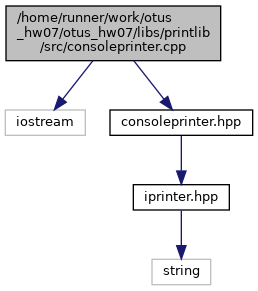 /home/runner/work/otus
_hw07/otus_hw07/libs/printlib
/src/consoleprinter.cpp
iostream
consoleprinter.hpp
iprinter.hpp
string